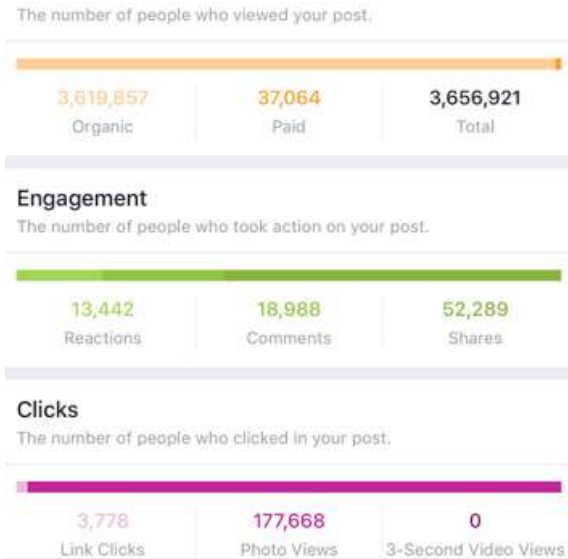 The number of people who viewed your post.
3,619,857 37,064 3,656,921
Organic Paid Total
Engagement
The number of people who took action on your post.
13,442 18,988 52,289
Reactions Comments Shares
Clicks
The number of people who clicked in your post.
3,778 177,668 0
Link Clicks Photo Views 3-Second Video Views